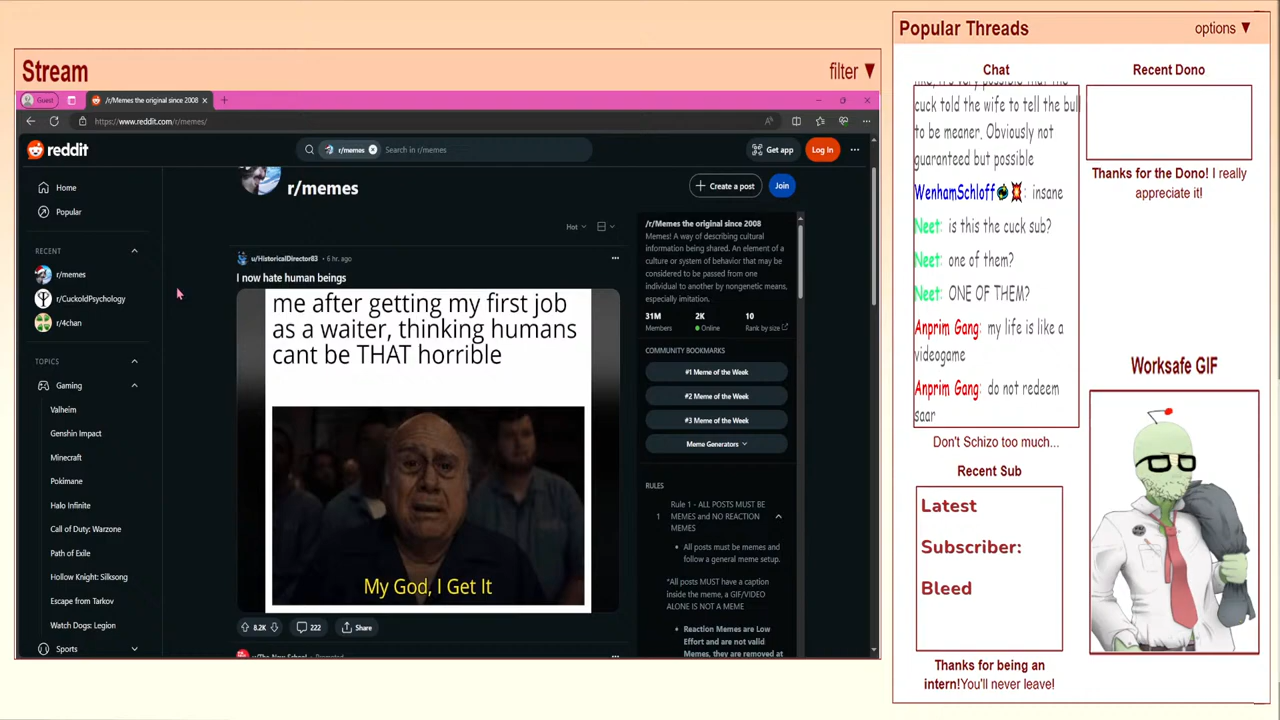 Stream
filter ▼
Guest
/r/Memes the original since 2008
https://www.reddit.com/r/memes/
reddit
r/memes
Search in r/memes
Get app
Log In
Home
Popular
RECENT
r/memes
r/CuckoldPsychology
r/4chan
TOPICS
Gaming
Valheim
Genshin Impact
Minecraft
Pokimane
Halo Infinite
Call of Duty: Warzone
Path of Exile
Hollow Knight: Silksong
Escape from Tarkov
Watch Dogs: Legion
Sports
r/memes
Create a post
Join
Hot
u/HistoricalDirector83 • 6 hr. ago
I now hate human beings
me after getting my first job
as a waiter, thinking humans
cant be THAT horrible
My God, I Get It
8.2K
222
Share
u/The_New_School • Promoted
/r/Memes the original since 2008
Memes! A way of describing cultural
information being shared. An element of a
culture or system of behavior that may
be considered to be passed from one
individual to another by nongenetic means,
especially imitation.
31M
2K
10
Members
Online
Rank by size
COMMUNITY BOOKMARKS
#1 Meme of the Week
#2 Meme of the Week
#3 Meme of the Week
Meme Generators
RULES
1
Rule 1 - ALL POSTS MUST BE
MEMES and NO REACTION
MEMES
• All posts must be memes and
follow a general meme setup.
*All posts MUST have a caption
inside the meme, a GIF/VIDEO
ALONE IS NOT A MEME
• Reaction Memes are Low
Effort and are not valid
Memes, they are removed at
Popular Threads
options ▼
Chat
like, it's very possible that the
cuck told the wife to tell the bull
to be meaner. Obviously not
guaranteed but possible
WenhamSchloff: insane
Neet: is this the cuck sub?
Neet: one of them?
Neet: ONE OF THEM?
Anprim Gang: my life is like a
videogame
Anprim Gang: do not redeem
saar
Don't Schizo too much...
Recent Sub
Latest
Subscriber:
Bleed
Thanks for being an
intern!You'll never leave!
Recent Dono
Thanks for the Dono! I really
appreciate it!
Worksafe GIF